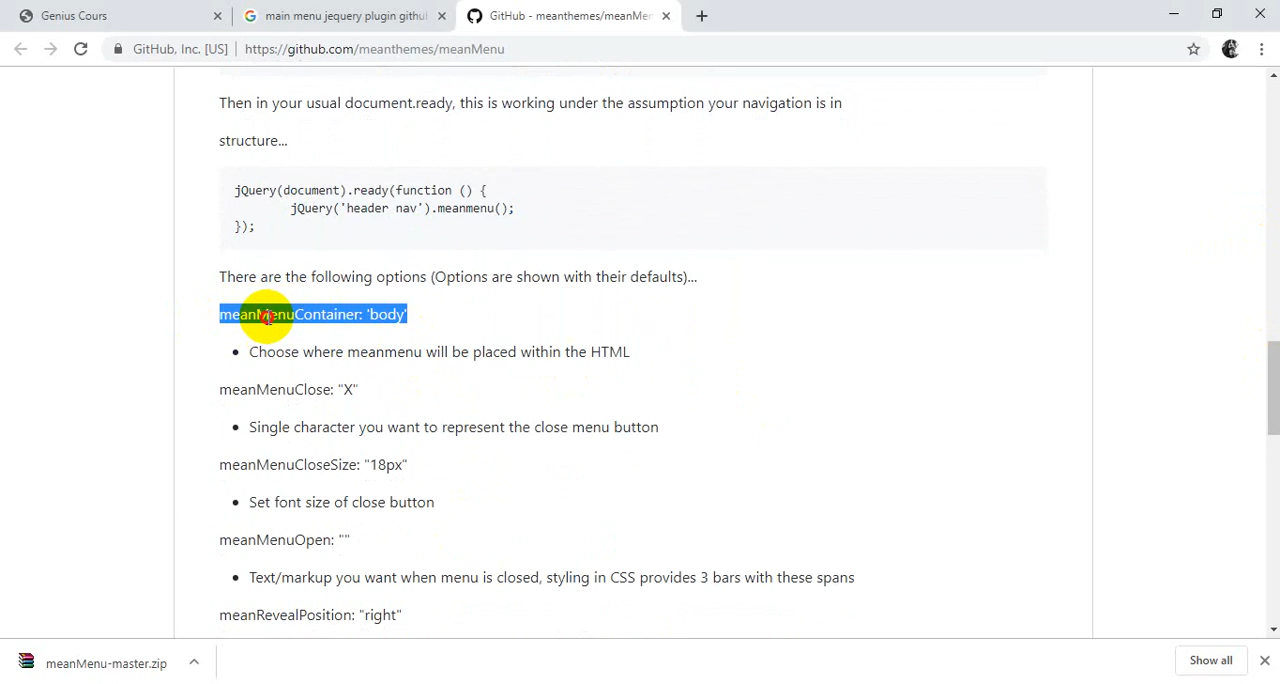 Genius Cours
main menu jequery plugin githu
GitHub - meanthemes/meanMen
GitHub, Inc. [US]
https://github.com/meanthemes/meanMenu
Then in your usual document.ready, this is working under the assumption your navigation is in
structure...
jQuery(document).ready(function () {
jQuery('header nav').meanmenu();
});
There are the following options (Options are shown with their defaults)...
meanMenuContainer: 'body'
• Choose where meanmenu will be placed within the HTML
meanMenuClose: "X"
• Single character you want to represent the close menu button
meanMenuCloseSize: "18px"
• Set font size of close button
meanMenuOpen: ""
• Text/markup you want when menu is closed, styling in CSS provides 3 bars with these spans
meanRevealPosition: "right"
meanMenu-master.zip
Show all